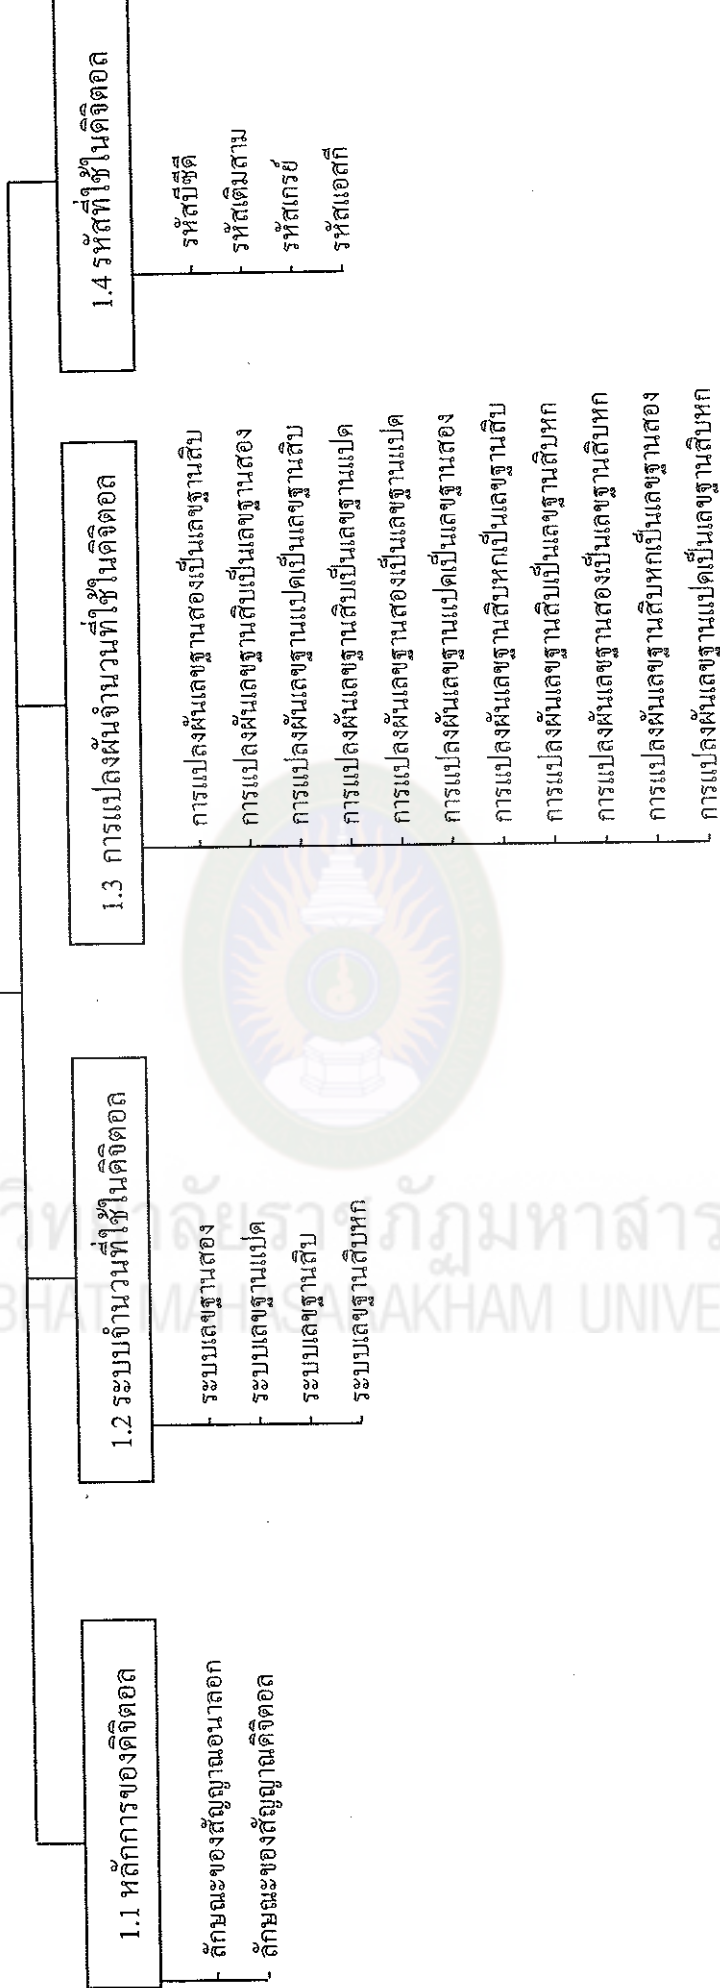 1.1 หลักการของดิจิตอล
ลักษณะของสัญญาณอนาลอก
ลักษณะของสัญญาณดิจิตอล
1.2 ระบบจำนวนที่ใช้ในดิจิตอล
ระบบเลขฐานสอง
ระบบเลขฐานแปด
ระบบเลขฐานสิบ
ระบบเลขฐานสิบหก
1.3 การแปลงผันจำนวนที่ใช้ในดิจิตอล
การแปลงผันเลขฐานสองเป็นเลขฐานสิบ
การแปลงผันเลขฐานสิบเป็นเลขฐานสอง
การแปลงผันเลขฐานแปดเป็นเลขฐานสิบ
การแปลงผันเลขฐานสิบเป็นเลขฐานแปด
การแปลงผันเลขฐานสองเป็นเลขฐานแปด
การแปลงผันเลขฐานแปดเป็นเลขฐานสอง
การแปลงผันเลขฐานสิบหกเป็นเลขฐานสิบ
การแปลงผันเลขฐานสิบเป็นเลขฐานสิบหก
การแปลงผันเลขฐานสองเป็นเลขฐานสิบหก
การแปลงผันเลขฐานสิบหกเป็นเลขฐานสอง
การแปลงผันเลขฐานแปดเป็นเลขฐานสิบหก
1.4 รหัสที่ใช้ในดิจิตอล
รหัสบีซีดี
รหัสเติมสาม
รหัสเกรย์
รหัสแอสกี